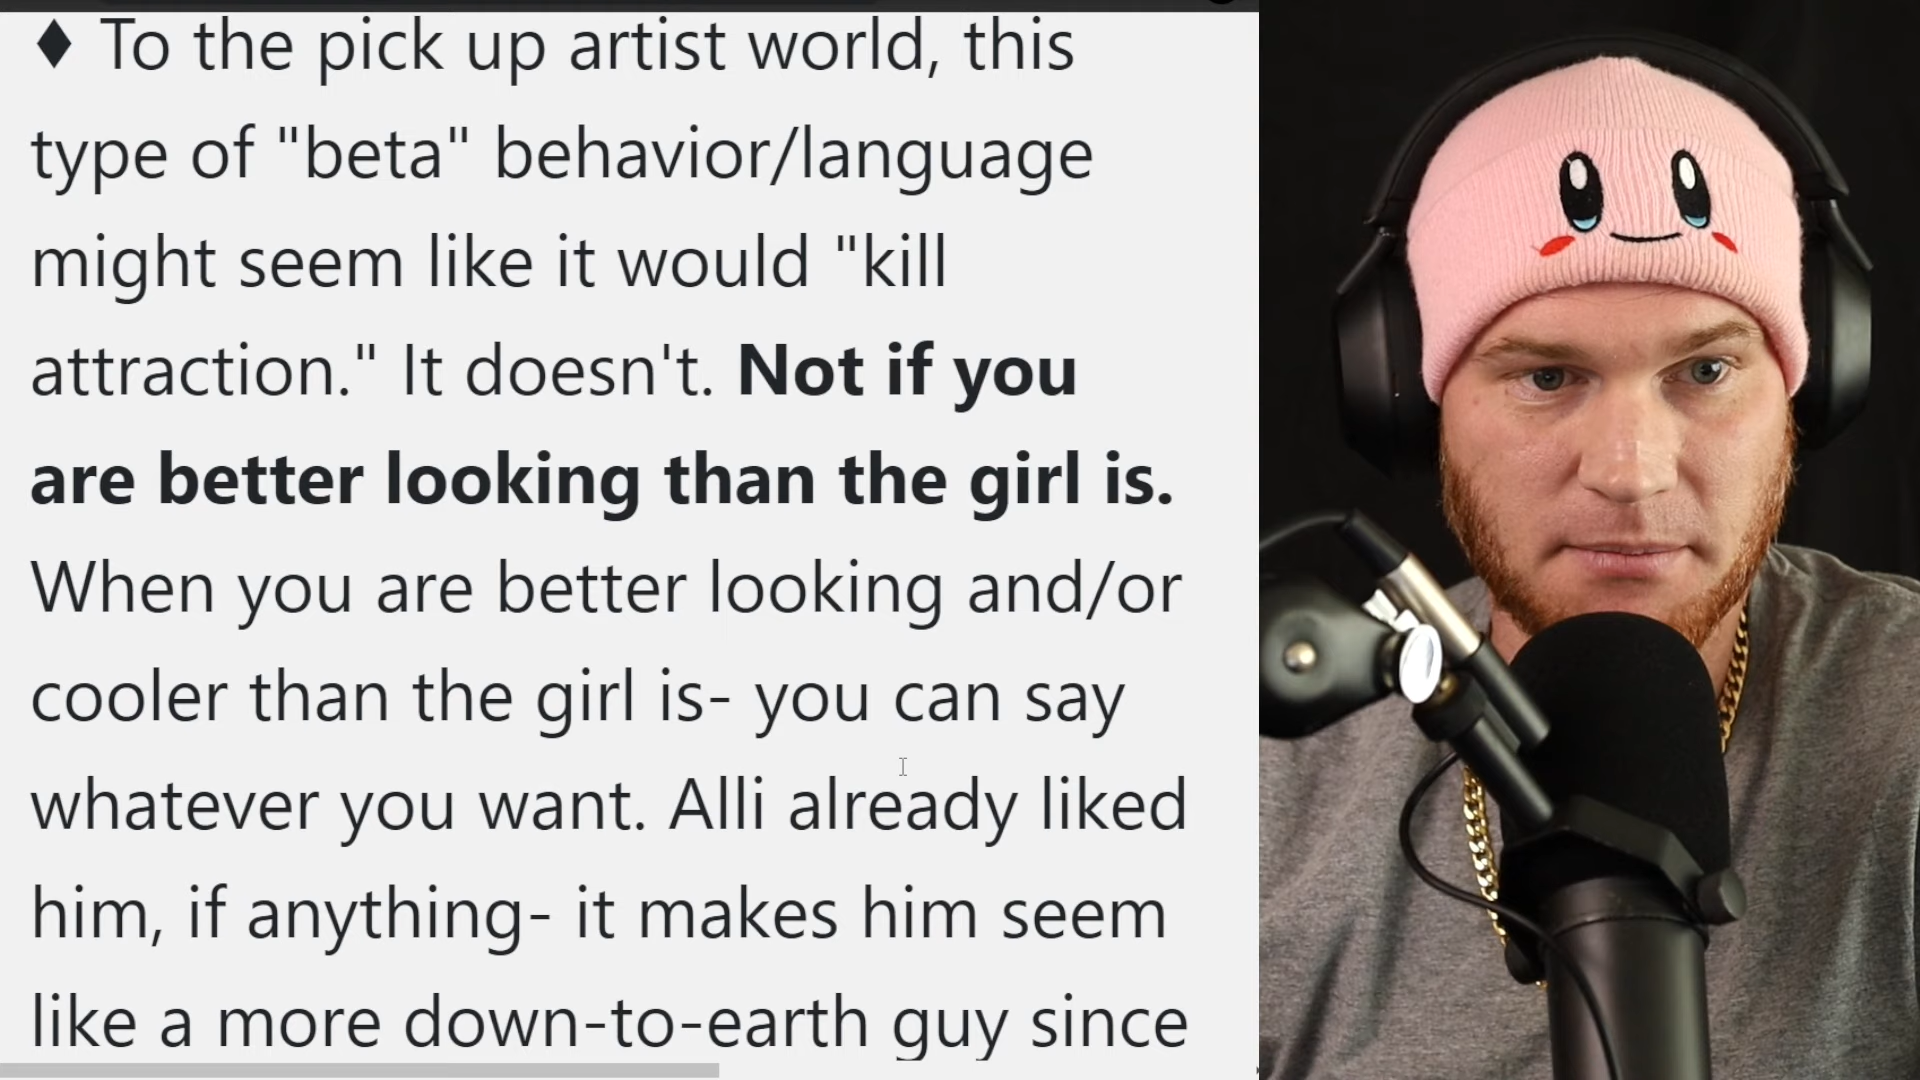 ♦ To the pick up artist world, this
type of "beta" behavior/language
might seem like it would "kill
attraction." It doesn't. Not if you
are better looking than the girl is.
When you are better looking and/or
cooler than the girl is- you can say
whatever you want. Alli already liked
him, if anything- it makes him seem
like a more down-to-earth guy since